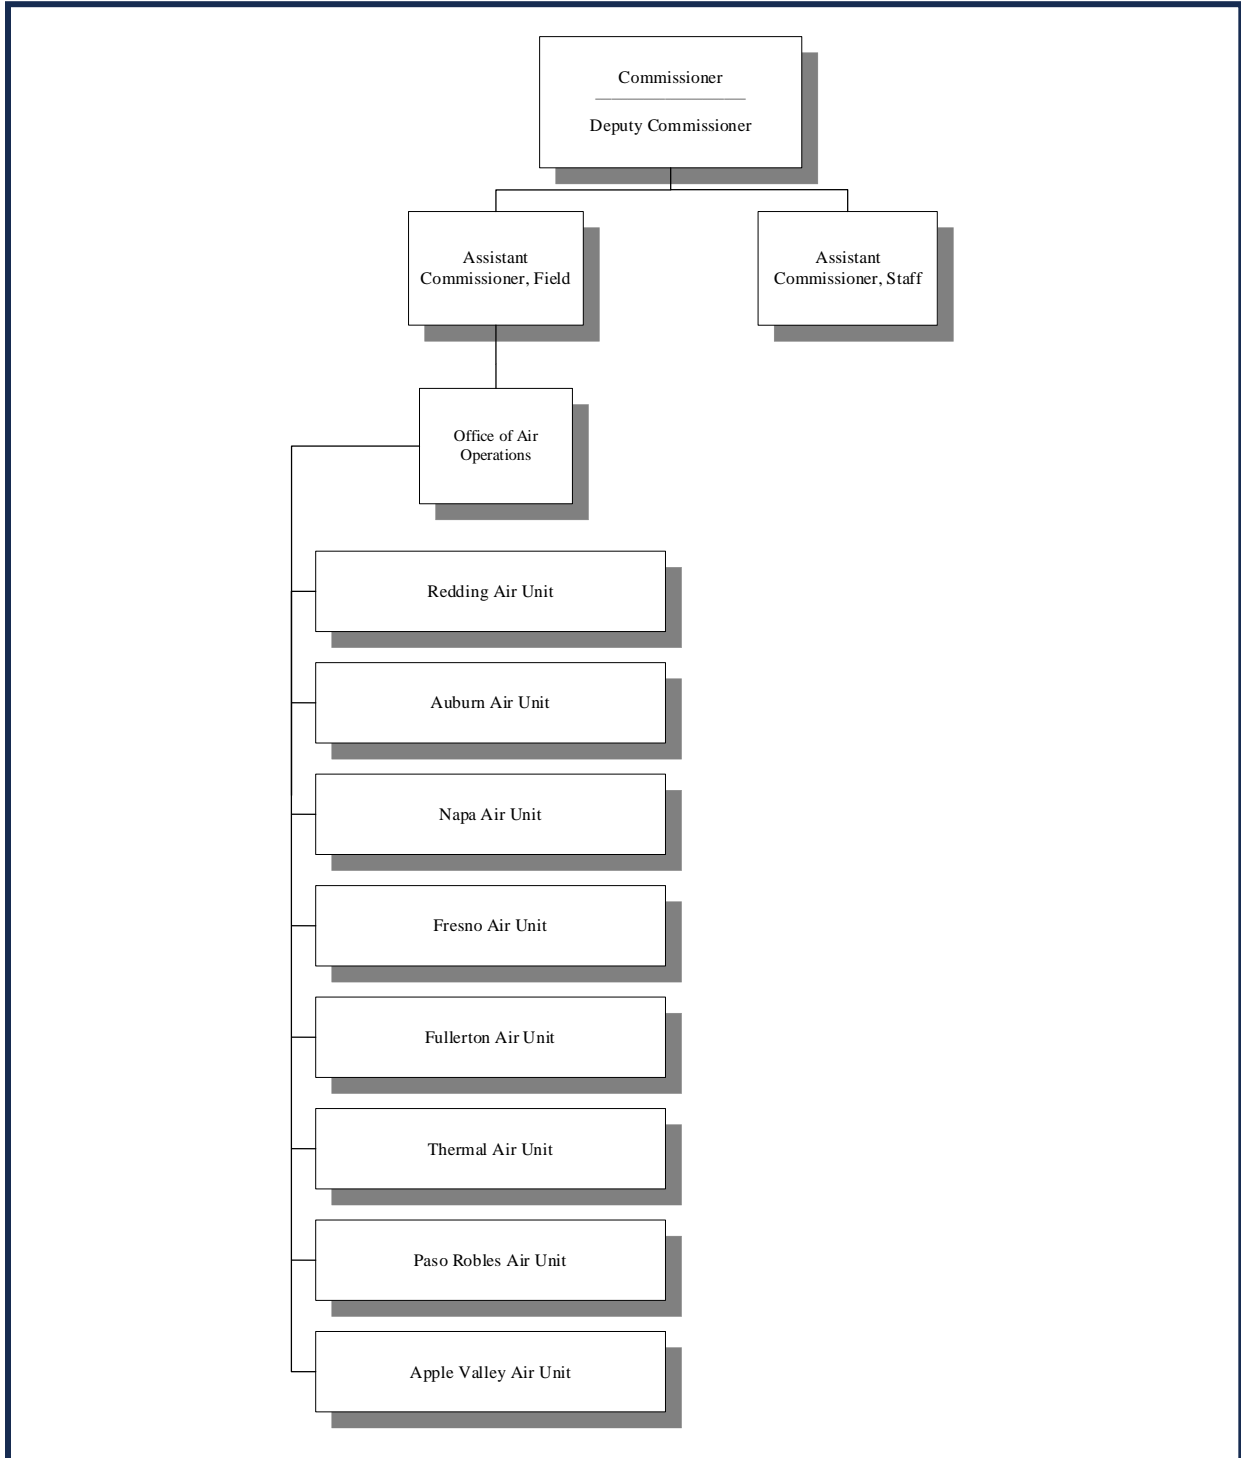 Commissioner
Deputy Commissioner
Assistant
Commissioner, Field
Assistant
Commissioner, Staff
Office of Air
Operations
Redding Air Unit
Auburn Air Unit
Napa Air Unit
Fresno Air Unit
Fullerton Air Unit
Thermal Air Unit
Paso Robles Air Unit
Apple Valley Air Unit